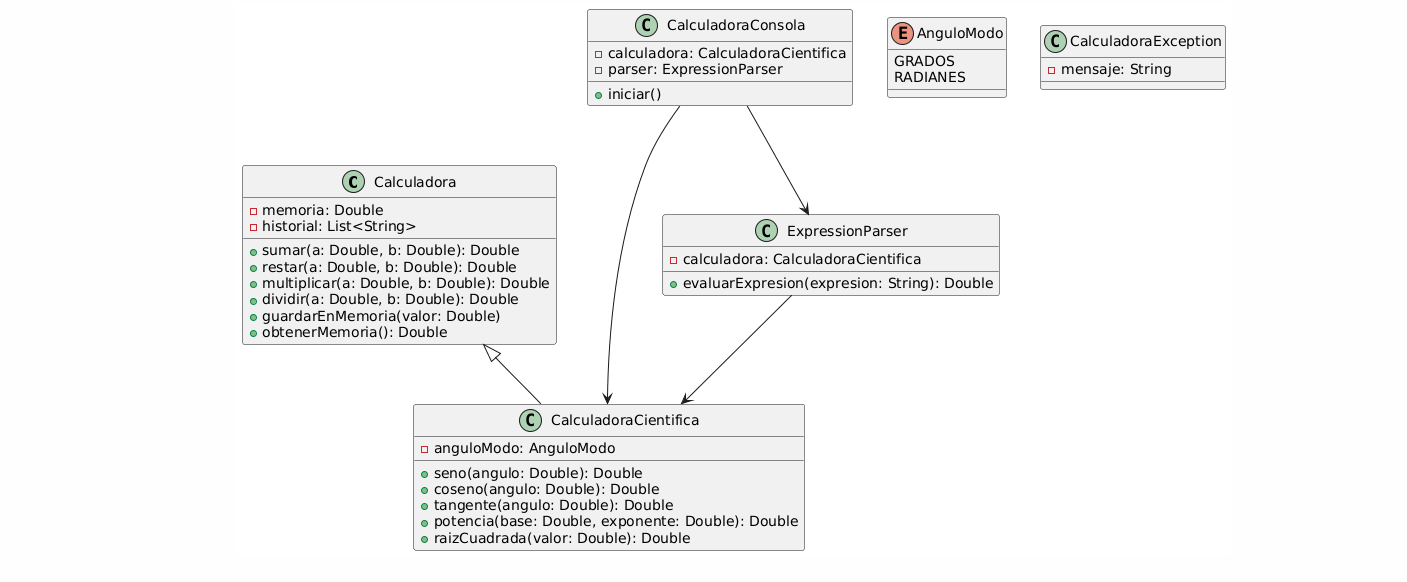 C CalculadoraConsola
calculadora: CalculadoraCientifica
parser: ExpressionParser
iniciar()
E AnguloModo
GRADOS
RADIANES
C CalculadoraException
mensaje: String
C Calculadora
memoria: Double
historial: List<String>
sumar(a: Double, b: Double): Double
restar(a: Double, b: Double): Double
multiplicar(a: Double, b: Double): Double
dividir(a: Double, b: Double): Double
guardarEnMemoria(valor: Double)
obtenerMemoria(): Double
C ExpressionParser
calculadora: CalculadoraCientifica
evaluarExpresion(expresion: String): Double
C CalculadoraCientifica
anguloModo: AnguloModo
seno(angulo: Double): Double
coseno(angulo: Double): Double
tangente(angulo: Double): Double
potencia(base: Double, exponente: Double): Double
raizCuadrada(valor: Double): Double